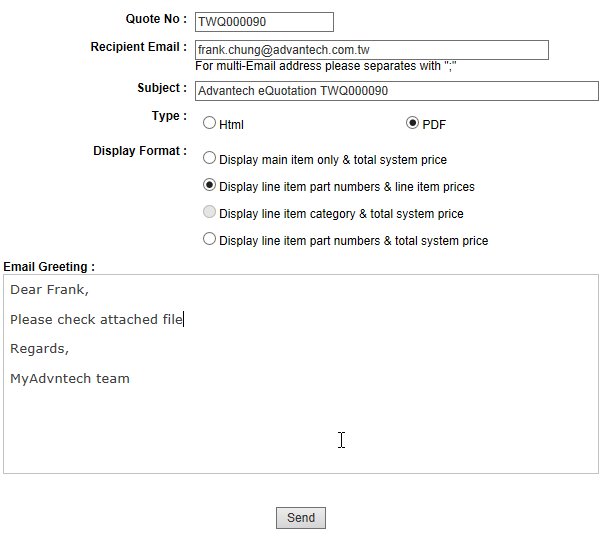 Quote No : TWQ000090
Recipient Email : frank.chung@advantech.com.tw
For multi-Email address please separates with ";"
Subject : Advantech eQuotation TWQ000090
Type : Html PDF
Display Format : Display main item only & total system price
Display line item part numbers & line item prices
Display line item category & total system price
Display line item part numbers & total system price
Email Greeting :
Dear Frank,
Please check attached file
Regards,
MyAdvntech team
Send